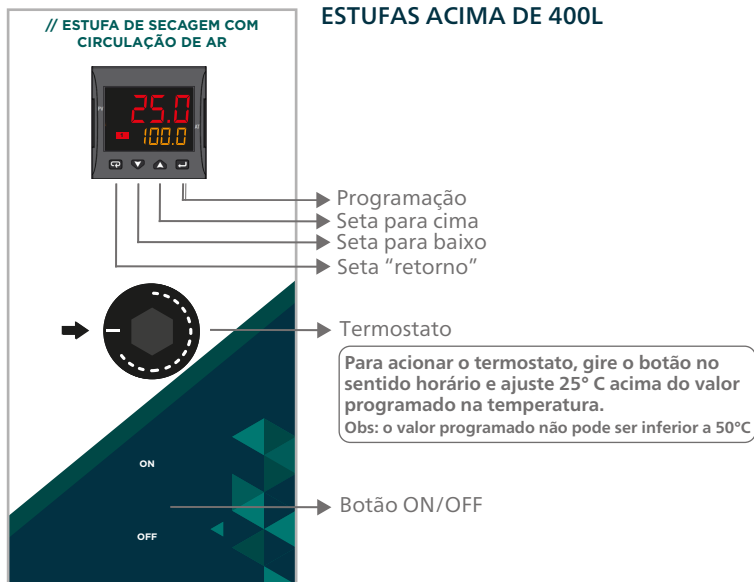 // ESTUFA DE SECAGEM COM
CIRCULAÇÃO DE AR
ESTUFAS ACIMA DE 400L
25.0
1 100.0
Programação
Seta para cima
Seta para baixo
Seta “retorno”
Termostato
Para acionar o termostato, gire o botão no
sentido horário e ajuste 25° C acima do valor
programado na temperatura.
Obs: o valor programado não pode ser inferior a 50°C
ON
Botão ON/OFF
OFF